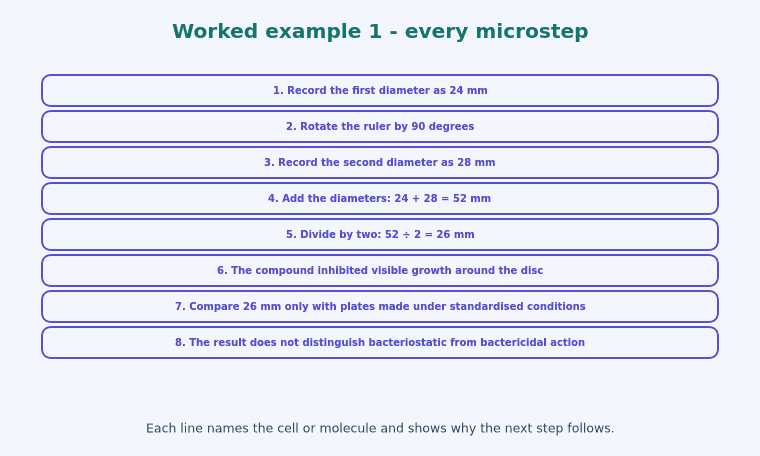 Worked example 1 - every microstep
1. Record the first diameter as 24 mm
2. Rotate the ruler by 90 degrees
3. Record the second diameter as 28 mm
4. Add the diameters: 24 + 28 = 52 mm
5. Divide by two: 52 ÷ 2 = 26 mm
6. The compound inhibited visible growth around the disc
7. Compare 26 mm only with plates made under standardised conditions
8. The result does not distinguish bacteriostatic from bactericidal action
Each line names the cell or molecule and shows why the next step follows.